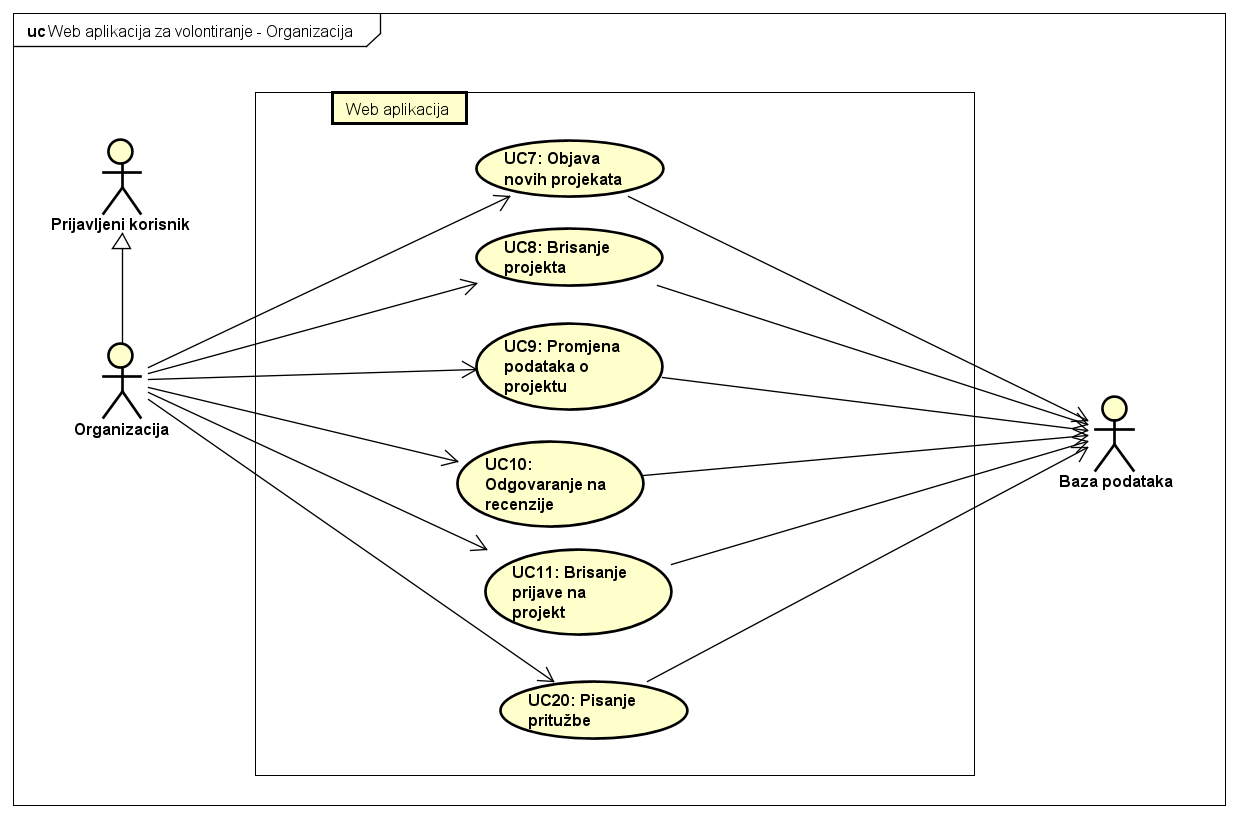 uc Web aplikacija za volontiranje - Organizacija
Web aplikacija
UC7: Objava
novih projekata
Prijavljeni korisnik
UC8: Brisanje
projekta
UC9: Promjena
podataka o
projektu
Organizacija
UC10:
Odgovaranje na
recenzije
Baza podataka
UC11: Brisanje
prijave na
projekt
UC20: Pisanje
pritužbe